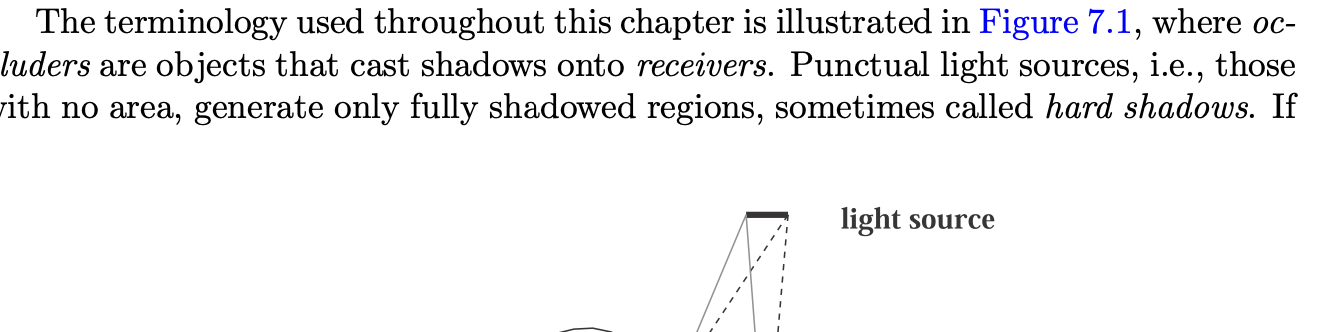 The terminology used throughout this chapter is illustrated in Figure 7.1, where oc-
luders are objects that cast shadows onto receivers. Punctual light sources, i.e., those
ith no area, generate only fully shadowed regions, sometimes called hard shadows. If
light source